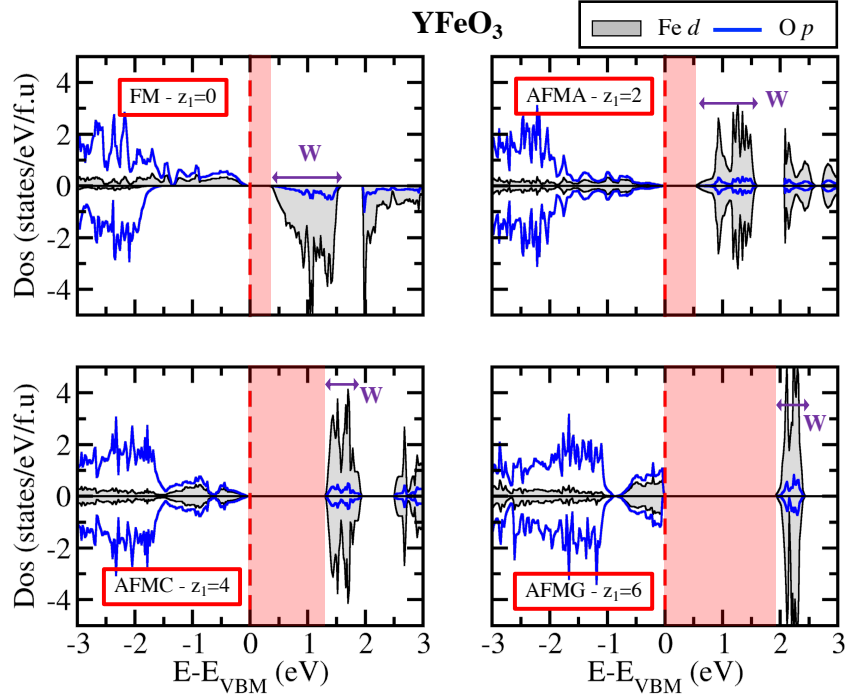 YFeO3
Fe d
O p
Dos (states/eV/f.u)
4
2
0
-2
-4
FM - z1=0
W
AFMA - z1=2
W
Dos (states/eV/f.u)
4
2
0
-2
-4
AFMC - z1=4
W
AFMG - z1=6
W
-3 -2 -1 0 1 2 3
-3 -2 -1 0 1 2 3
E-EVBM (eV)
E-EVBM (eV)